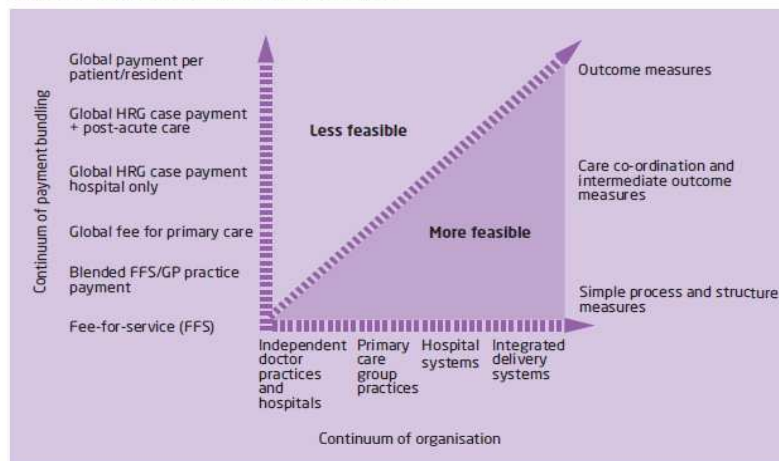 Continuum of payment bundling
Global payment per
patient/resident
Global HRG case payment
+ post-acute care
Global HRG case payment
hospital only
Global fee for primary care
Blended FFS/GP practice
payment
Fee-for-service (FFS)
Less feasible
More feasible
Outcome measures
Care co-ordination and
intermediate outcome
measures
Simple process and structure
measures
Independent
doctor
practices
and
hospitals
Primary
care
group
practices
Hospital
systems
Integrated
delivery
systems
Continuum of organisation